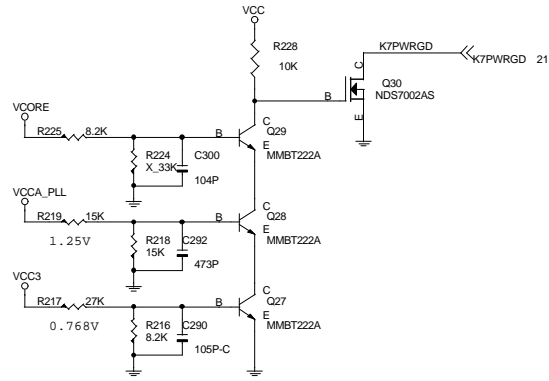 VCC
R228
10K
K7PWRGD
K7PWRGD 21
C
B
Q30
NDS7002AS
E
VCORE
R225 8.2K
B
C
Q29
E
MMBT222A
R224
X_33K
C300
104P
VCCA_PLL
R219 15K
1.25V
B
C
Q28
E
MMBT222A
R218
15K
C292
473P
VCC3
R217 27K
0.768V
B
C
Q27
E
MMBT222A
R216
8.2K
C290
105P-C